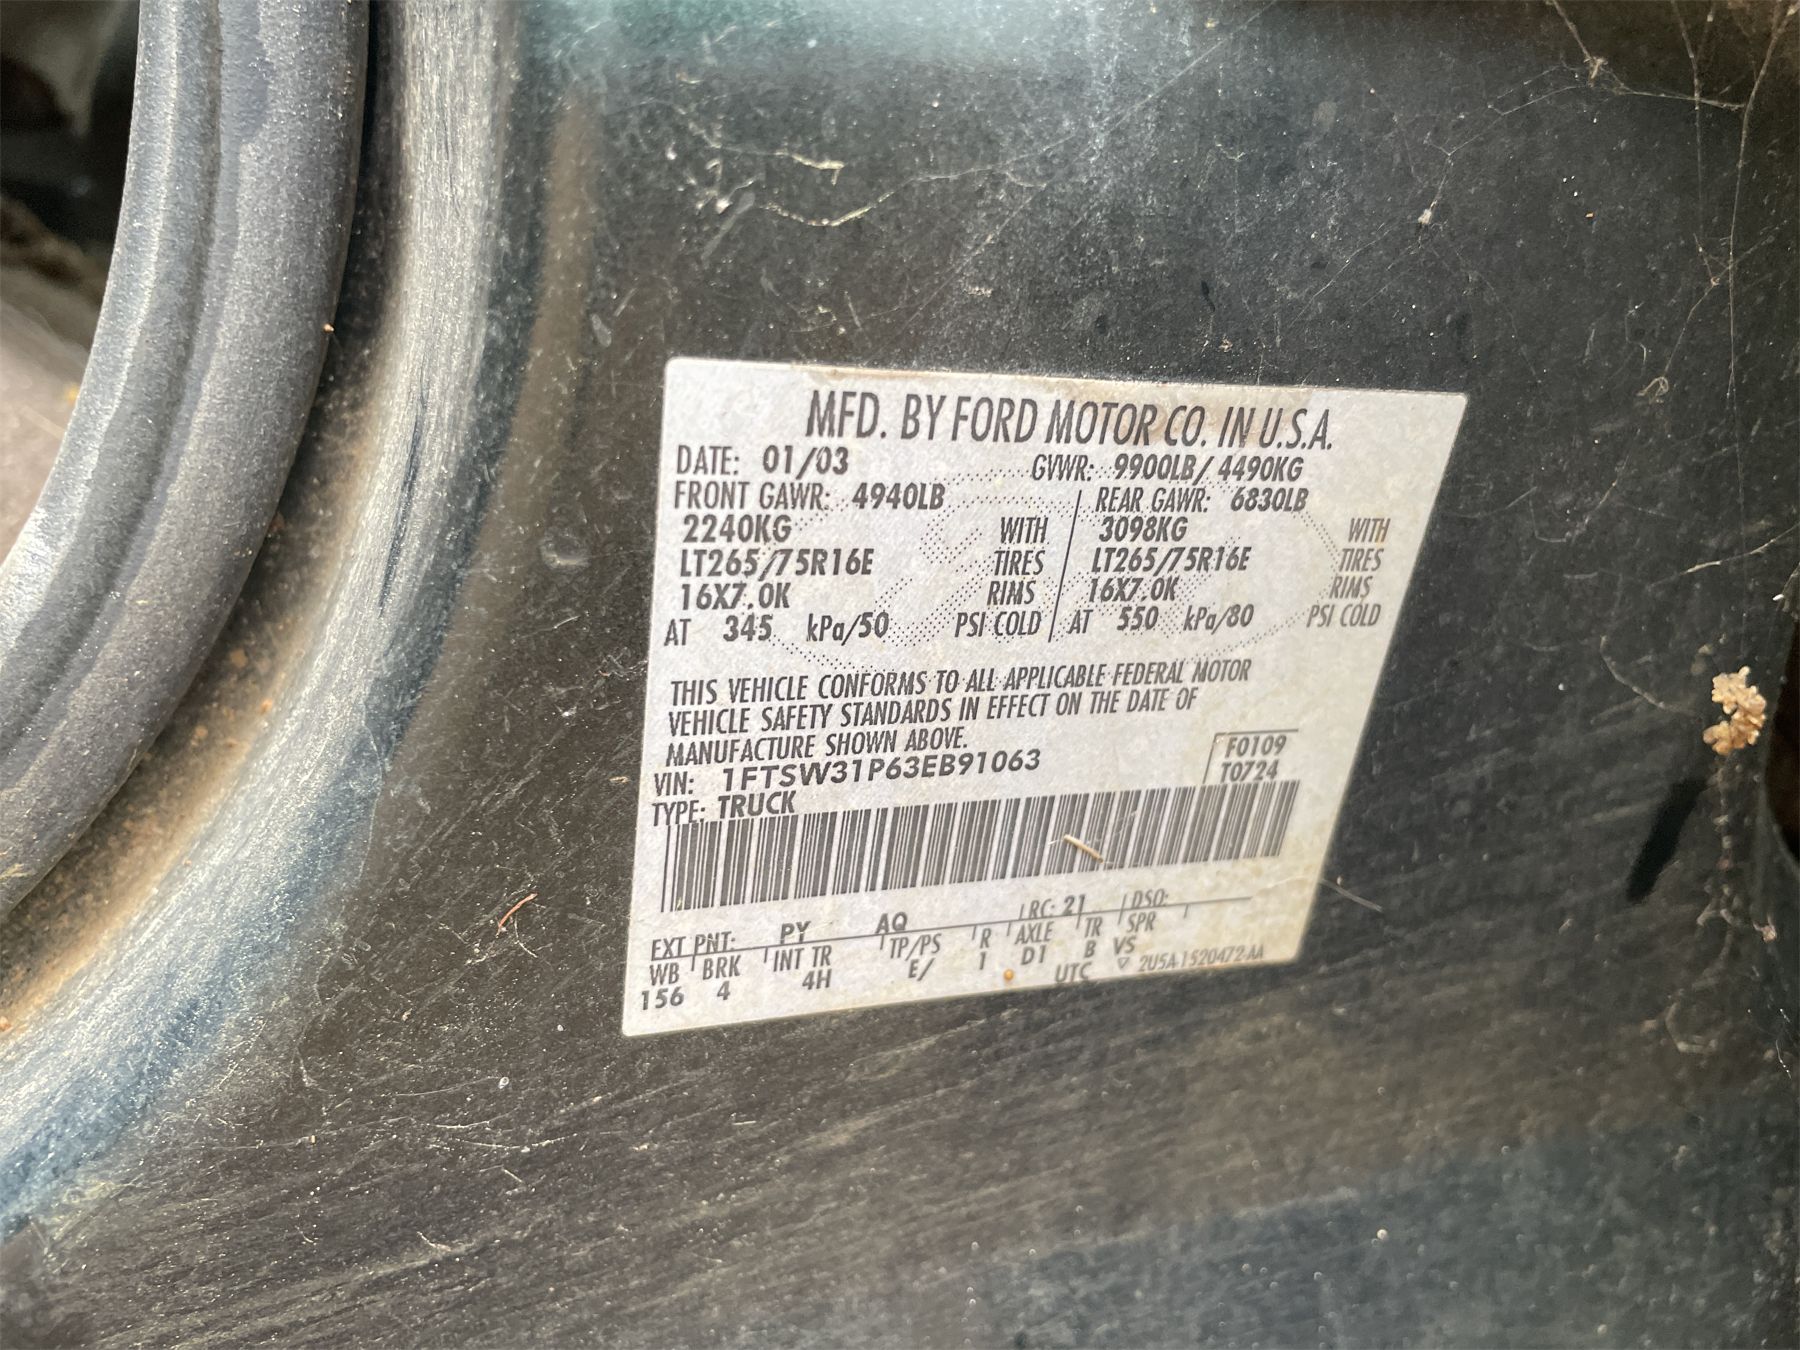 MFD. BY FORD MOTOR CO. IN U.S.A.
DATE: 01/03 GVWR: 9900LB/ 4490KG
FRONT GAWR: 4940LB REAR GAWR: 6830LB
2240KG WITH 3098KG WITH
LT265/75R16E TIRES LT265/75R16E TIRES
16X7.0K RIMS 16X7.0K RIMS
AT 345 kPa/50 PSI COLD AT 550 kPa/80 PSI COLD
THIS VEHICLE CONFORMS TO ALL APPLICABLE FEDERAL MOTOR
VEHICLE SAFETY STANDARDS IN EFFECT ON THE DATE OF
MANUFACTURE SHOWN ABOVE.
VIN: 1FTSW31P63EB91063 F0109
TYPE: TRUCK T0724
EXT PNT: PY AQ RC: 21 DSO:
WB BRK INT TR TP/PS R AXLE TR SPR
156 4 4H E/ 1 D1 B VS
UTC ▽ 2U5A-1520472-AA